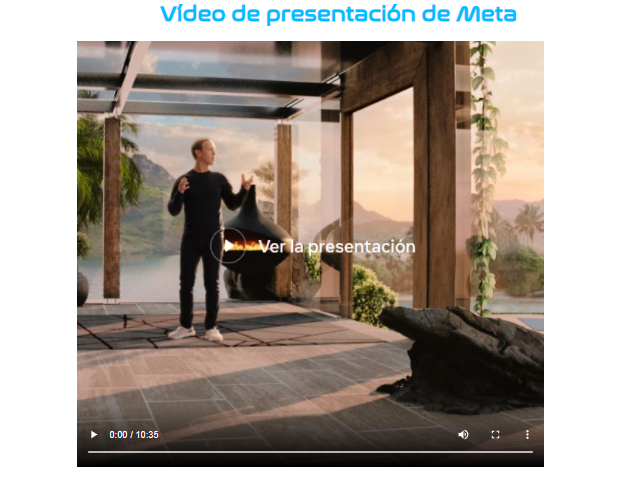 Vídeo de presentación de Meta
Ver la presentación
0:00 / 10:35